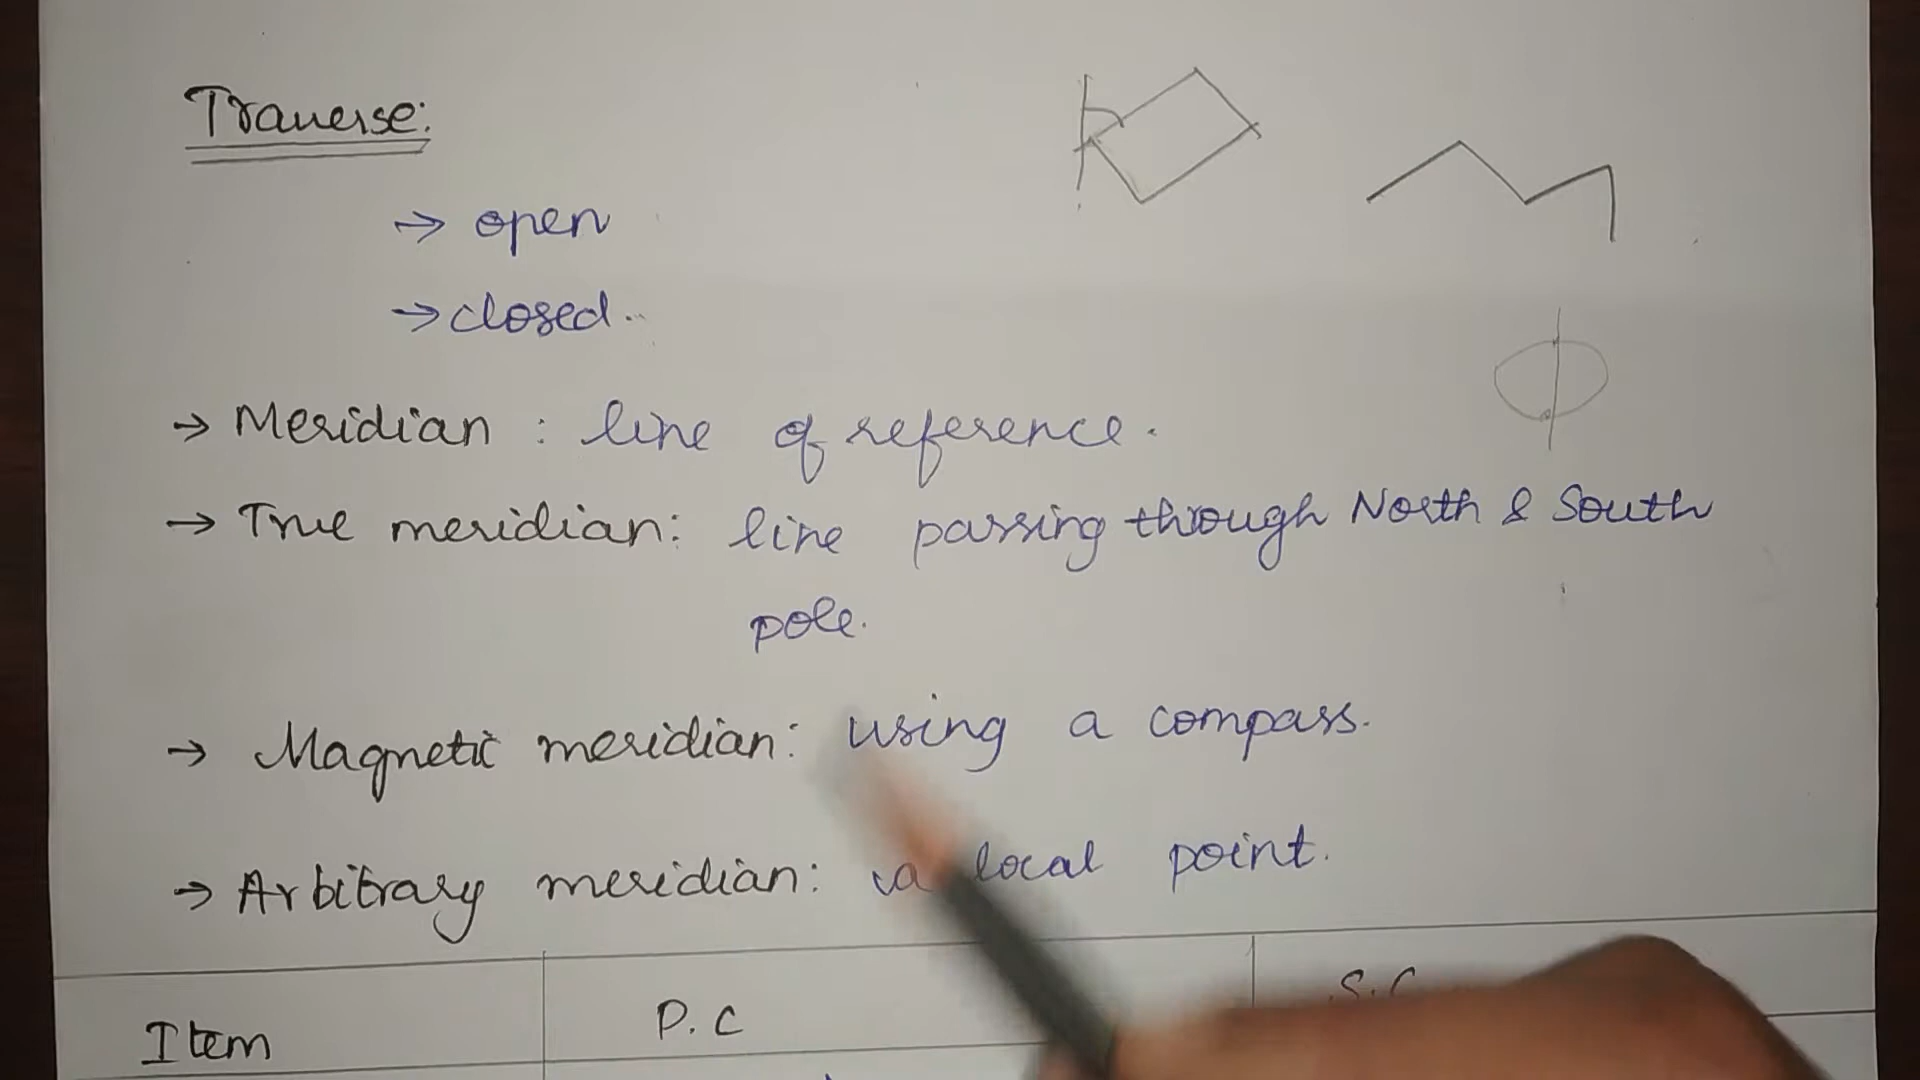 Traverse:
→ open
→ closed.
→ Meridian : line of reference.
→ True meridian: line passing through North & South
pole.
→ Magnetic meridian: using a compass.
→ Arbitrary meridian: a local point.
Item P.C S.C